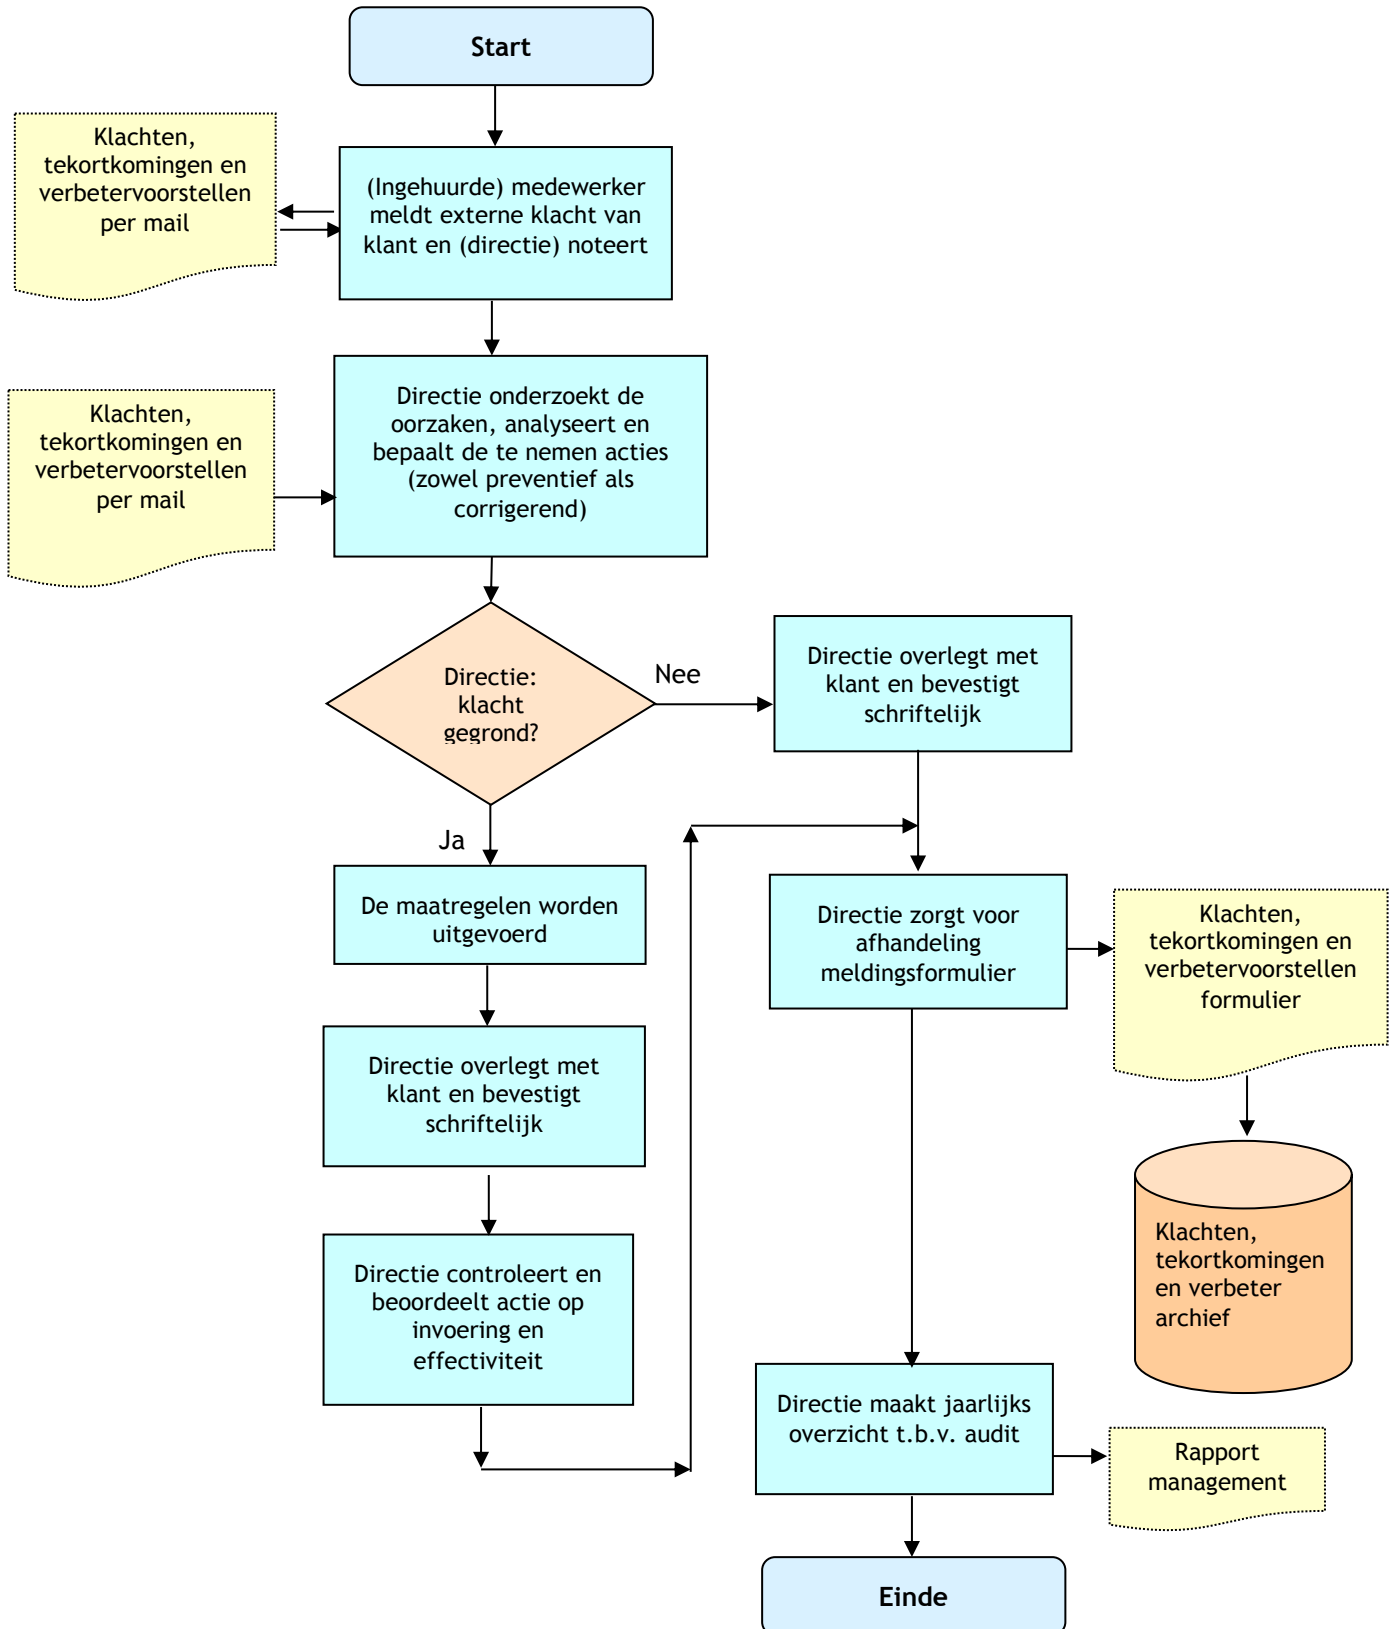 Start
Klachten,
tekortkomingen en
verbetervoorstellen
per mail
(Ingehuurde) medewerker
meldt externe klacht van
klant en (directie) noteert
Klachten,
tekortkomingen en
verbetervoorstellen
per mail
Directie onderzoekt de
oorzaken, analyseert en
bepaalt de te nemen acties
(zowel preventief als
corrigerend)
Directie:
klacht
gegrond?
Nee
Directie overlegt met
klant en bevestigt
schriftelijk
Ja
De maatregelen worden
uitgevoerd
Directie overlegt met
klant en bevestigt
schriftelijk
Directie controleert en
beoordeelt actie op
invoering en
effectiviteit
Directie zorgt voor
afhandeling
meldingsformulier
Klachten,
tekortkomingen en
verbetervoorstellen
formulier
Klachten,
tekortkomingen
en verbeter
archief
Directie maakt jaarlijks
overzicht t.b.v. audit
Rapport
management
Einde